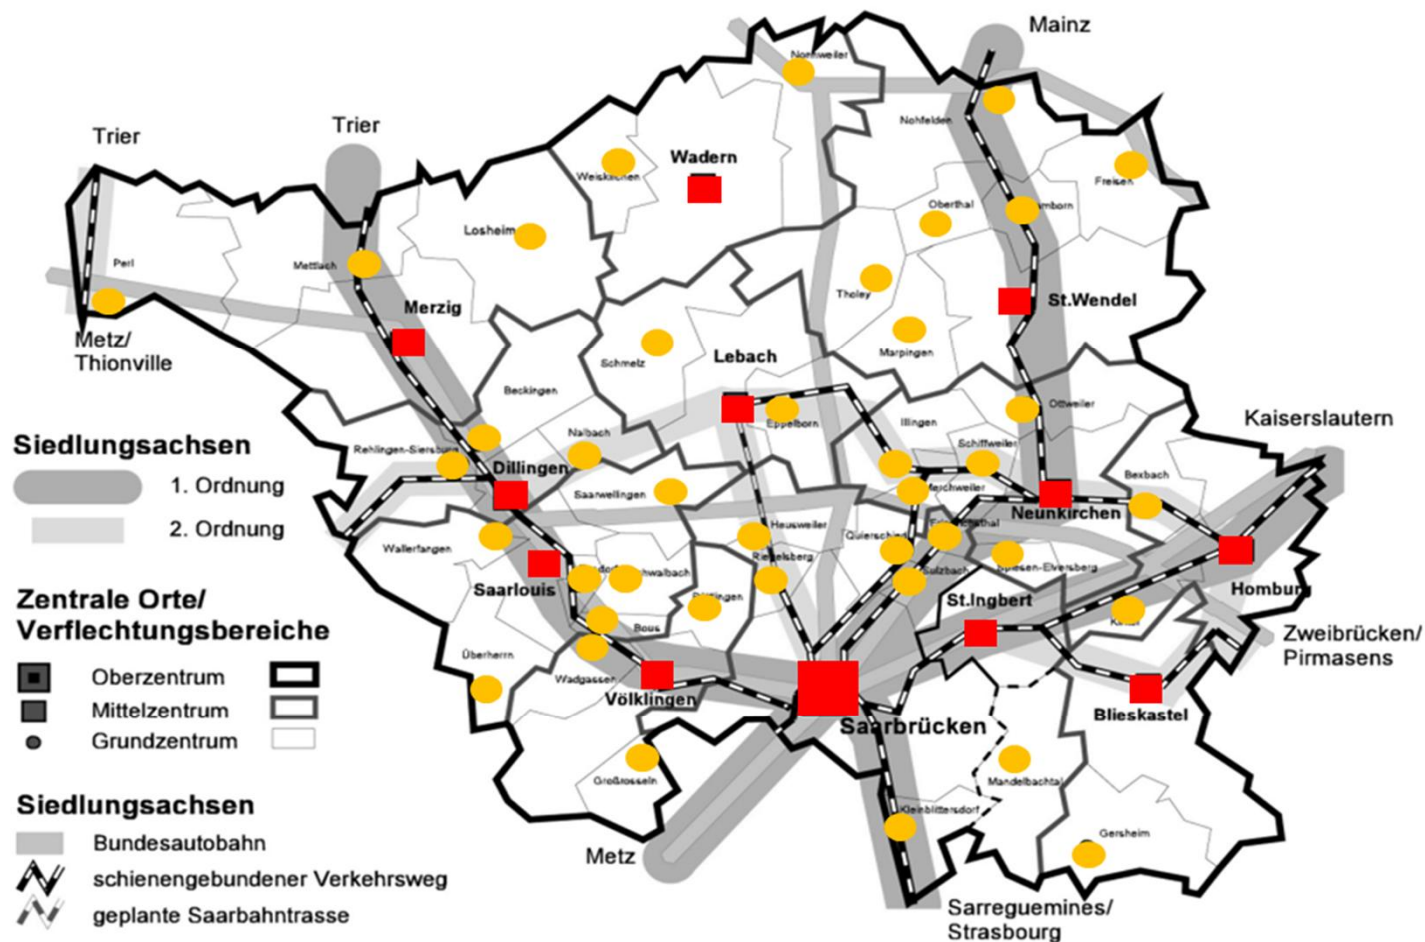 Mainz
Nonnweiler
Trier
Trier
Nohfelden
Wadern
Weiskirchen
Freisen
Oberthal
Losheim
Perl
Mettlach
Tholey
St.Wendel
Merzig
Metz/
Thionville
Marpingen
Lebach
Schmelz
Beckingen
Ottweiler
Kaiserslautern
Eppelborn
Illingen
Nalbach
Schiffweiler
Rehlingen-Siersburg
Dillingen
Bexbach
Siedlungsachsen
1. Ordnung
2. Ordnung
Saarwellingen
Merchweiler
Neunkirchen
Heusweiler
Quierschied
Wallerfangen
Riegelsberg
Sulzbach
Spiesen-Elversberg
Saarlouis
St.Ingbert
Homburg
Zentrale Orte/
Verflechtungsbereiche
Bous
Zweibrücken/
Pirmasens
Überherrn
Wadgassen
Völklingen
Blieskastel
Saarbrücken
Oberzentrum
Mittelzentrum
Grundzentrum
Großrosseln
Mandelbachtal
Kleinblittersdorf
Gersheim
Siedlungsachsen
Bundesautobahn
schienengebundener Verkehrsweg
geplante Saarbahntrasse
Metz
Sarreguemines/
Strasbourg